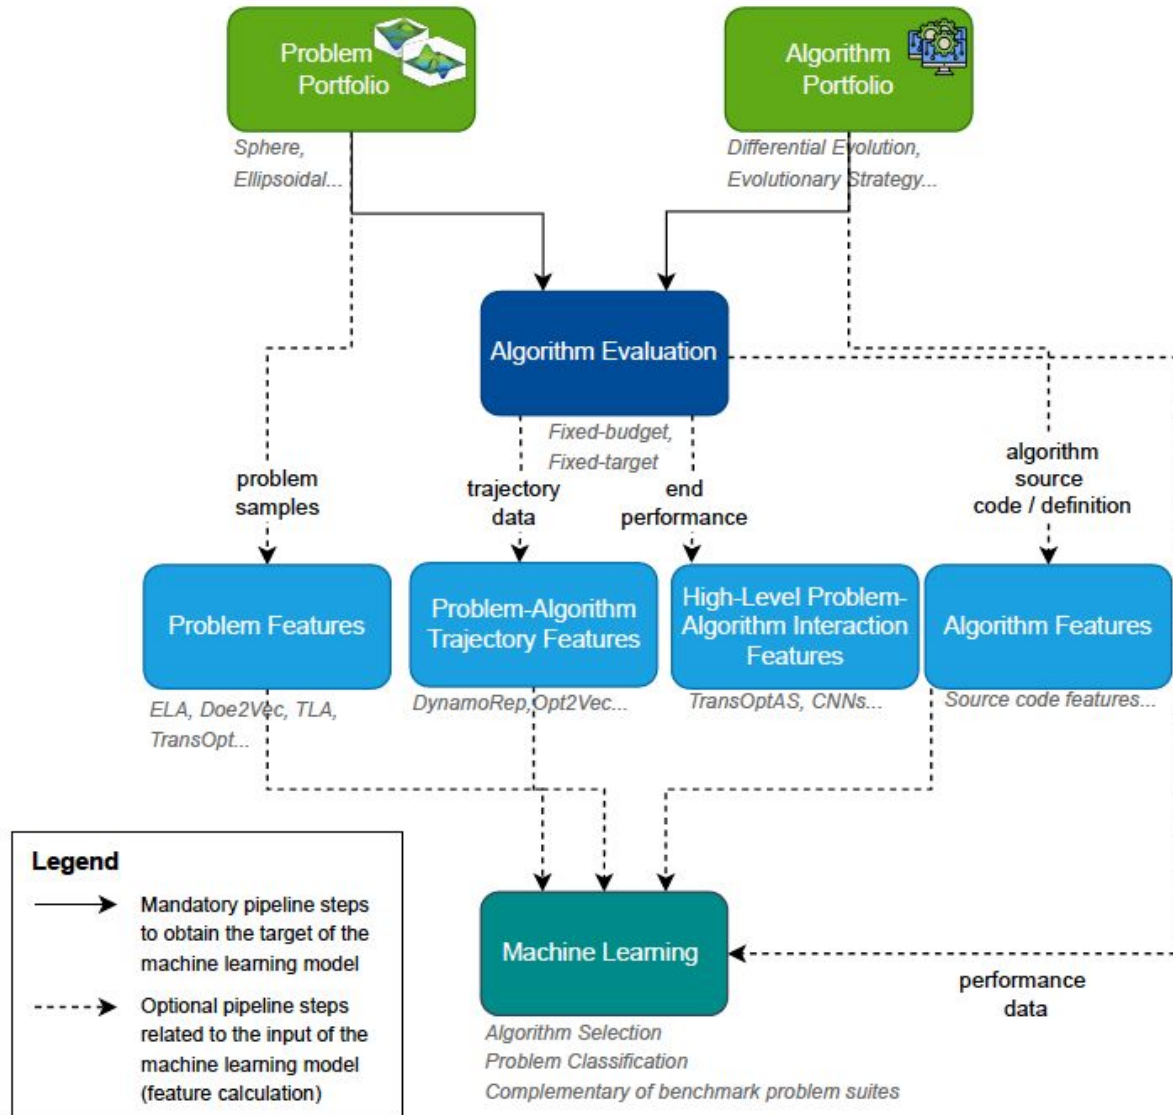 Problem
Portfolio
Algorithm
Portfolio
Sphere,
Ellipsoidal...
Differential Evolution,
Evolutionary Strategy...
Algorithm Evaluation
Fixed-budget,
Fixed-target
problem
samples
trajectory
data
end
performance
algorithm
source
code / definition
Problem Features
Problem-Algorithm
Trajectory Features
High-Level Problem-
Algorithm Interaction
Features
Algorithm Features
ELA, Doe2Vec, TLA,
TransOpt...
DynamoRep,Opt2Vec...
TransOptAS, CNNs...
Source code features...
Legend
Mandatory pipeline steps
to obtain the target of the
machine learning model
Optional pipeline steps
related to the input of the
machine learning model
(feature calculation)
Machine Learning
performance
data
Algorithm Selection
Problem Classification
Complementary of benchmark problem suites